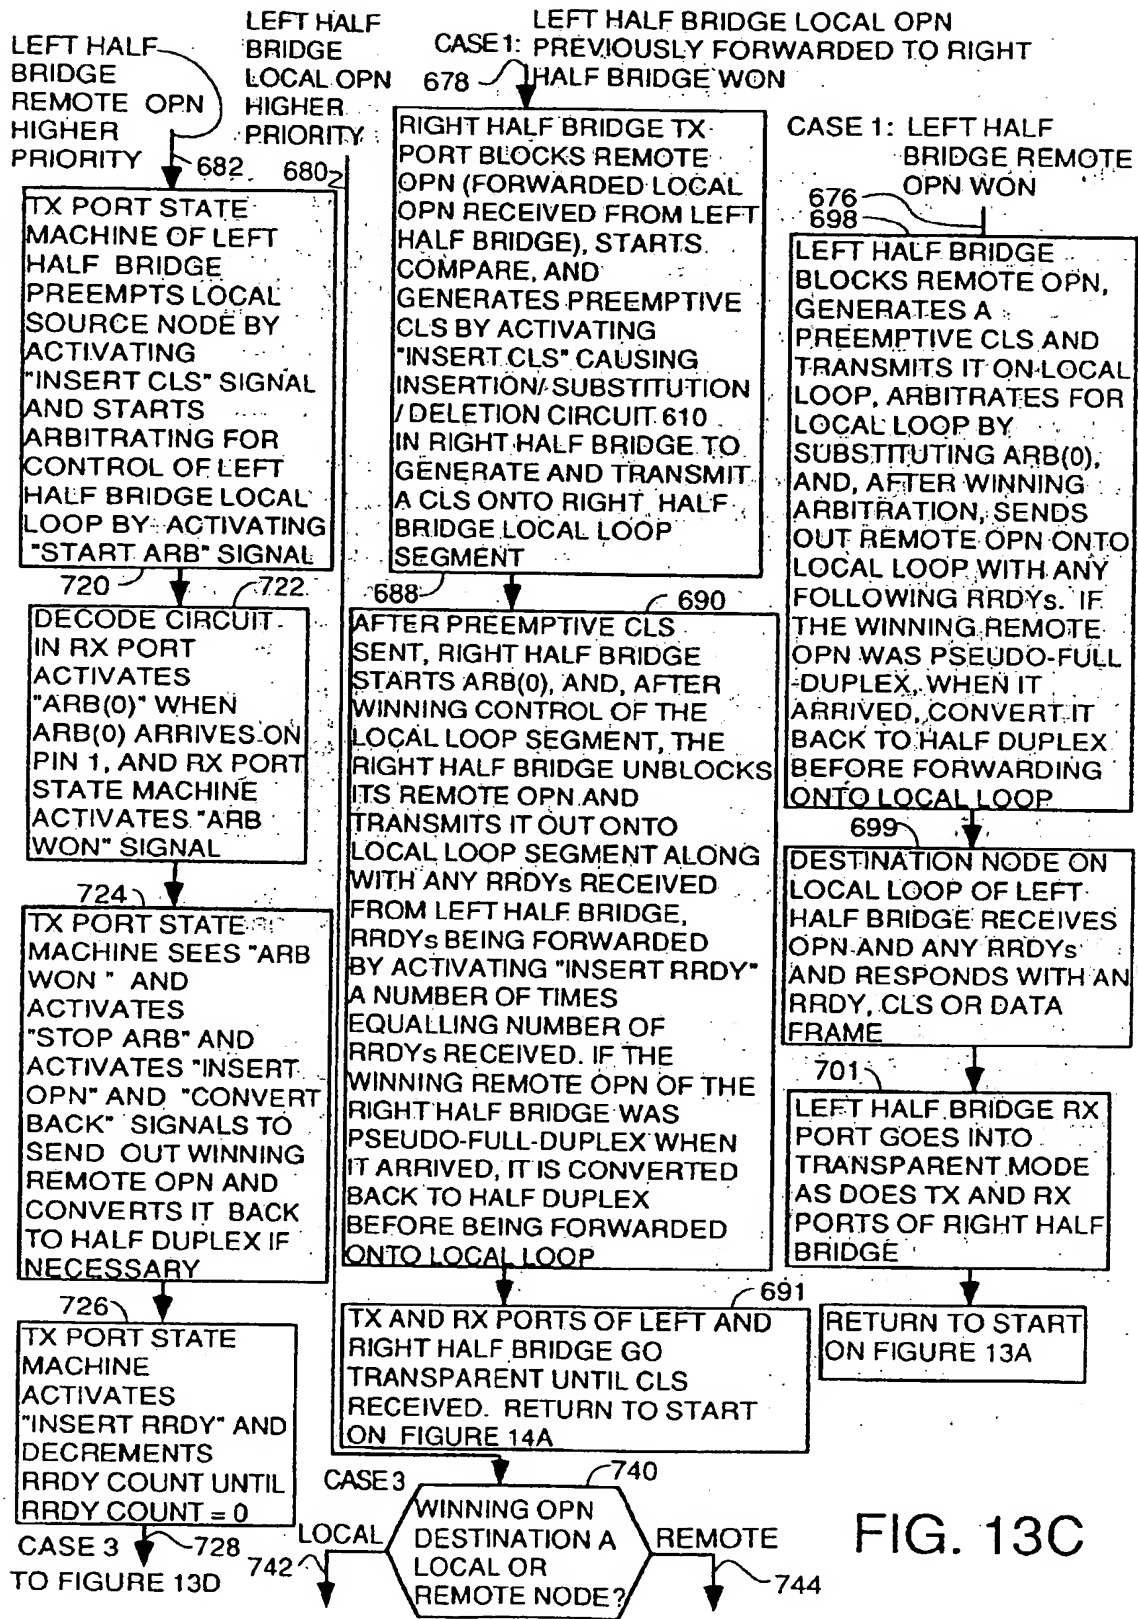 LEFT HALF
BRIDGE
REMOTE OPN
HIGHER
PRIORITY
682
TX PORT STATE
MACHINE OF LEFT
HALF BRIDGE
PREEMPTS LOCAL
SOURCE NODE BY
ACTIVATING
"INSERT CLS" SIGNAL
AND STARTS
ARBITRATING FOR
CONTROL OF LEFT
HALF BRIDGE LOCAL
LOOP BY ACTIVATING
"START ARB" SIGNAL
720
722
DECODE CIRCUIT
IN RX PORT
ACTIVATES
"ARB(0)" WHEN
ARB(0) ARRIVES ON
PIN 1, AND RX PORT
STATE MACHINE
ACTIVATES "ARB
WON" SIGNAL
724
TX PORT STATE
MACHINE SEES "ARB
WON " AND
ACTIVATES
"STOP ARB" AND
ACTIVATES "INSERT
OPN" AND "CONVERT
BACK" SIGNALS TO
SEND OUT WINNING
REMOTE OPN AND
CONVERTS IT BACK
TO HALF DUPLEX IF
NECESSARY
726
TX PORT STATE
MACHINE
ACTIVATES
"INSERT RRDY" AND
DECREMENTS
RRDY COUNT UNTIL
RRDY COUNT = 0
CASE 3
728
TO FIGURE 13D
LEFT HALF
BRIDGE
LOCAL OPN
HIGHER
PRIORITY
680
LEFT HALF BRIDGE LOCAL OPN
CASE 1: PREVIOUSLY FORWARDED TO RIGHT
678 HALF BRIDGE WON
RIGHT HALF BRIDGE TX
PORT BLOCKS REMOTE
OPN (FORWARDED LOCAL
OPN RECEIVED FROM LEFT
HALF BRIDGE), STARTS
COMPARE, AND
GENERATES PREEMPTIVE
CLS BY ACTIVATING
"INSERT CLS" CAUSING
INSERTION/SUBSTITUTION
/DELETION CIRCUIT 610
IN RIGHT HALF BRIDGE TO
GENERATE AND TRANSMIT
A CLS ONTO RIGHT HALF
BRIDGE LOCAL LOOP
SEGMENT
688
690
AFTER PREEMPTIVE CLS
SENT, RIGHT HALF BRIDGE
STARTS ARB(0), AND, AFTER
WINNING CONTROL OF THE
LOCAL LOOP SEGMENT, THE
RIGHT HALF BRIDGE UNBLOCKS
ITS REMOTE OPN AND
TRANSMITS IT OUT ONTO
LOCAL LOOP SEGMENT ALONG
WITH ANY RRDYs RECEIVED
FROM LEFT HALF BRIDGE,
RRDYs BEING FORWARDED
BY ACTIVATING "INSERT RRDY"
A NUMBER OF TIMES
EQUALLING NUMBER OF
RRDYs RECEIVED. IF THE
WINNING REMOTE OPN OF THE
RIGHT HALF BRIDGE WAS
PSEUDO-FULL-DUPLEX WHEN
IT ARRIVED, IT IS CONVERTED
BACK TO HALF DUPLEX
BEFORE BEING FORWARDED
ONTO LOCAL LOOP
691
TX AND RX PORTS OF LEFT AND
RIGHT HALF BRIDGE GO
TRANSPARENT UNTIL CLS
RECEIVED. RETURN TO START
ON FIGURE 14A
CASE 3
740
WINNING OPN
DESTINATION A
LOCAL OR
REMOTE NODE?
LOCAL
742
REMOTE
744
CASE 1: LEFT HALF
BRIDGE REMOTE
OPN WON
676
698
LEFT HALF BRIDGE
BLOCKS REMOTE OPN,
GENERATES A
PREEMPTIVE CLS AND
TRANSMITS IT ON LOCAL
LOOP, ARBITRATES FOR
LOCAL LOOP BY
SUBSTITUTING ARB(0),
AND, AFTER WINNING
ARBITRATION, SENDS
OUT REMOTE OPN ONTO
LOCAL LOOP WITH ANY
FOLLOWING RRDYs. IF
THE WINNING REMOTE
OPN WAS PSEUDO-FULL
-DUPLEX, WHEN IT
ARRIVED, CONVERT IT
BACK TO HALF DUPLEX
BEFORE FORWARDING
ONTO LOCAL LOOP
699
DESTINATION NODE ON
LOCAL LOOP OF LEFT
HALF BRIDGE RECEIVES
OPN AND ANY RRDYs
AND RESPONDS WITH AN
RRDY, CLS OR DATA
FRAME
701
LEFT HALF BRIDGE RX
PORT GOES INTO
TRANSPARENT MODE
AS DOES TX AND RX
PORTS OF RIGHT HALF
BRIDGE
RETURN TO START
ON FIGURE 13A
FIG. 13C